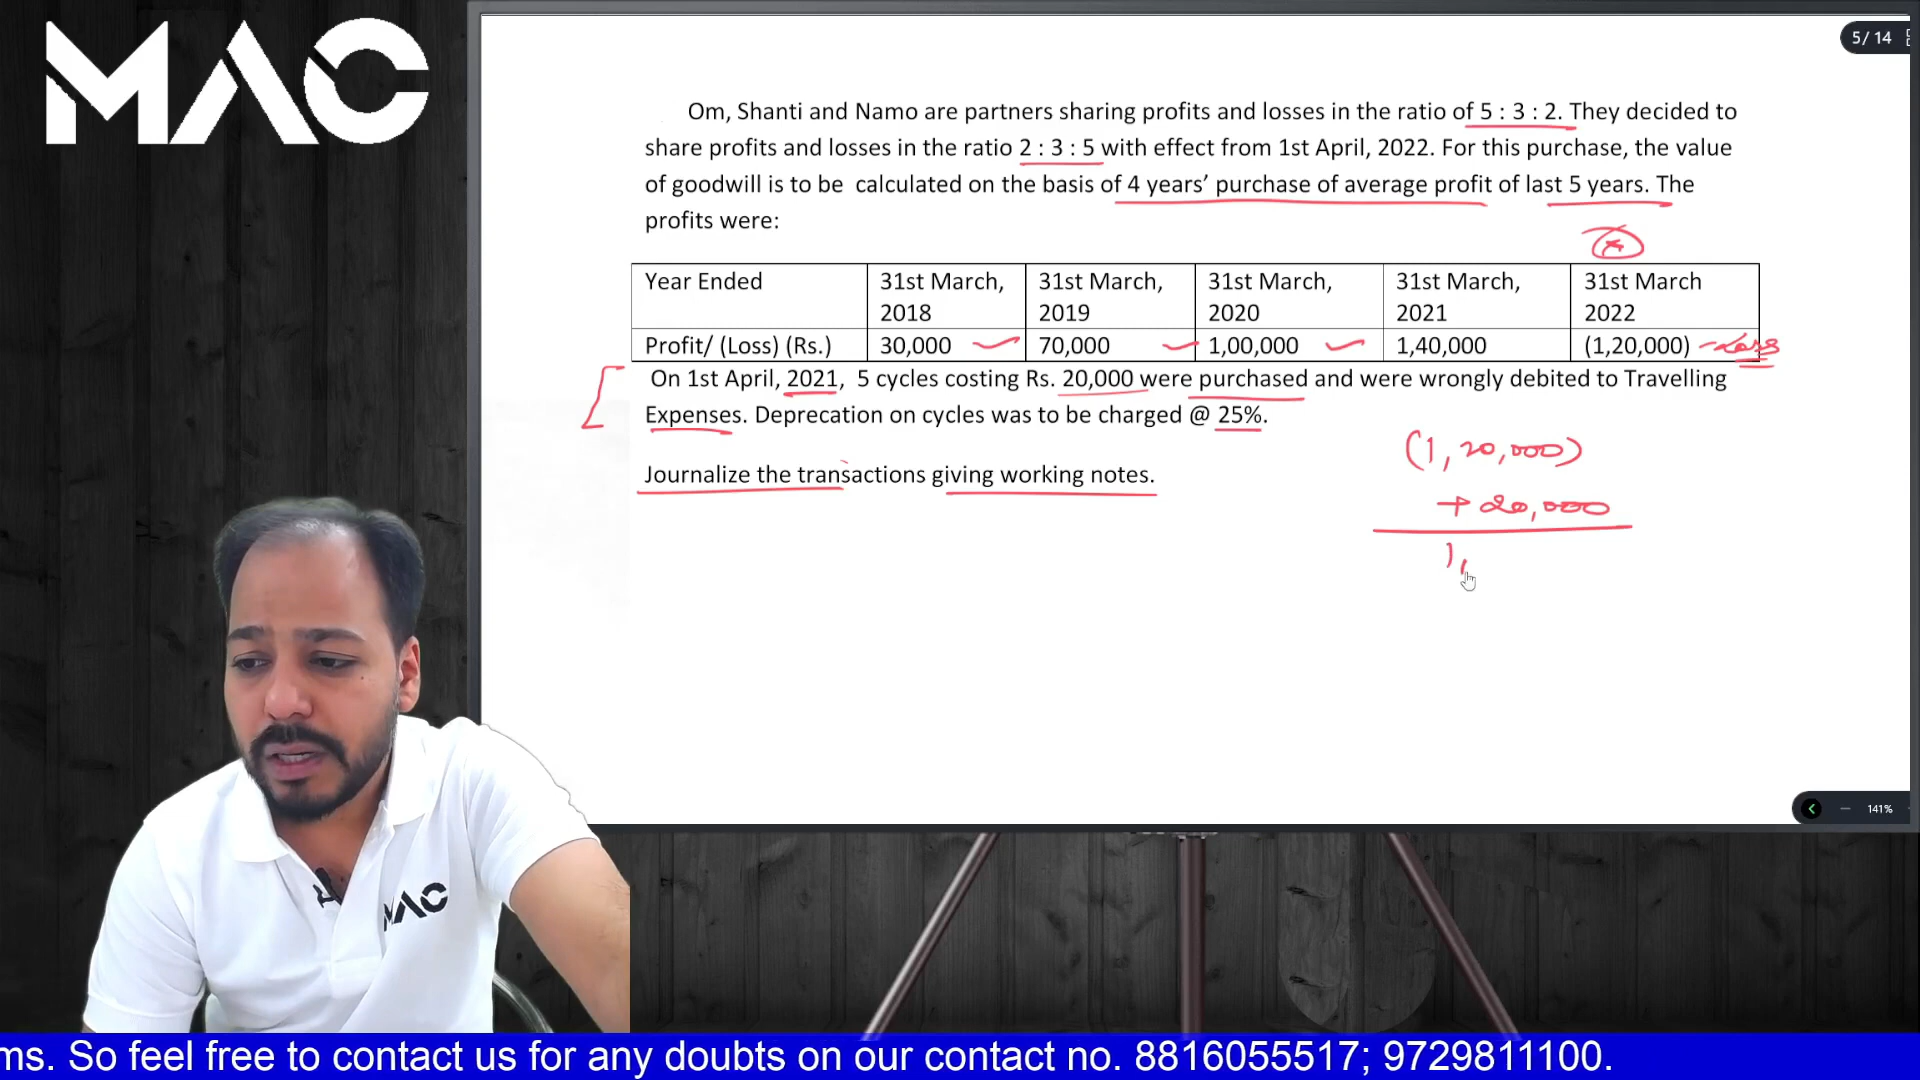 MAC
5/ 14
Om, Shanti and Namo are partners sharing profits and losses in the ratio of 5 : 3 : 2. They decided to
share profits and losses in the ratio 2 : 3 : 5 with effect from 1st April, 2022. For this purchase, the value
of goodwill is to be calculated on the basis of 4 years’ purchase of average profit of last 5 years. The
profits were:
Year Ended 31st March, 2018 31st March, 2019 31st March, 2020 31st March, 2021 31st March 2022
Profit/ (Loss) (Rs.) 30,000 70,000 1,00,000 1,40,000 (1,20,000) - Loss
On 1st April, 2021, 5 cycles costing Rs. 20,000 were purchased and were wrongly debited to Travelling
Expenses. Deprecation on cycles was to be charged @ 25%.
Journalize the transactions giving working notes.
(1,20,000)
+ 20,000
1,
MAC
141%
ms. So feel free to contact us for any doubts on our contact no. 8816055517; 9729811100.